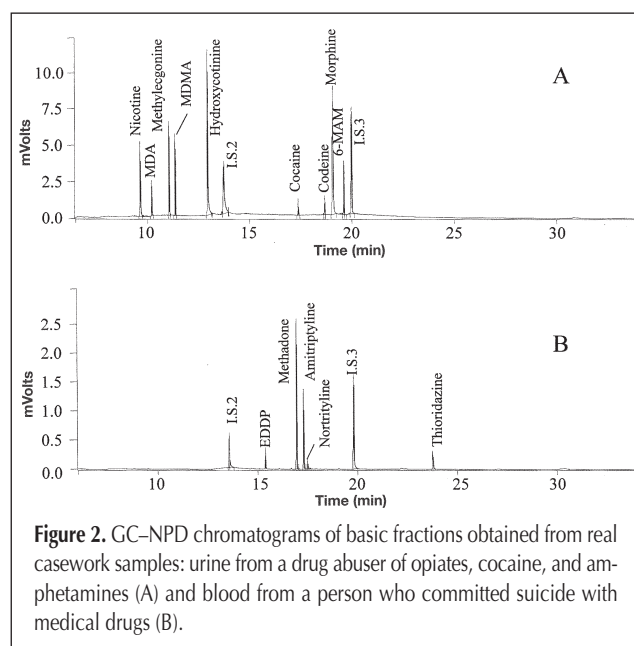 A
mVolts
10.0
7.5
5.0
2.5
0.0
Nicotine
MDA
Methylecgonine
MDMA
Hydroxycotinine
I.S.2
Cocaine
Codeine
Morphine
6-MAM
I.S.3
10 15 20 25 30
Time (min)
B
mVolts
2.5
2.0
1.5
1.0
0.5
0.0
I.S.2
EDDP
Methadone
Amitriptyline
Nortrityline
I.S.3
Thioridazine
10 15 20 25 30
Time (min)
Figure 2. GC–NPD chromatograms of basic fractions obtained from real
casework samples: urine from a drug abuser of opiates, cocaine, and am-
phetamines (A) and blood from a person who committed suicide with
medical drugs (B).